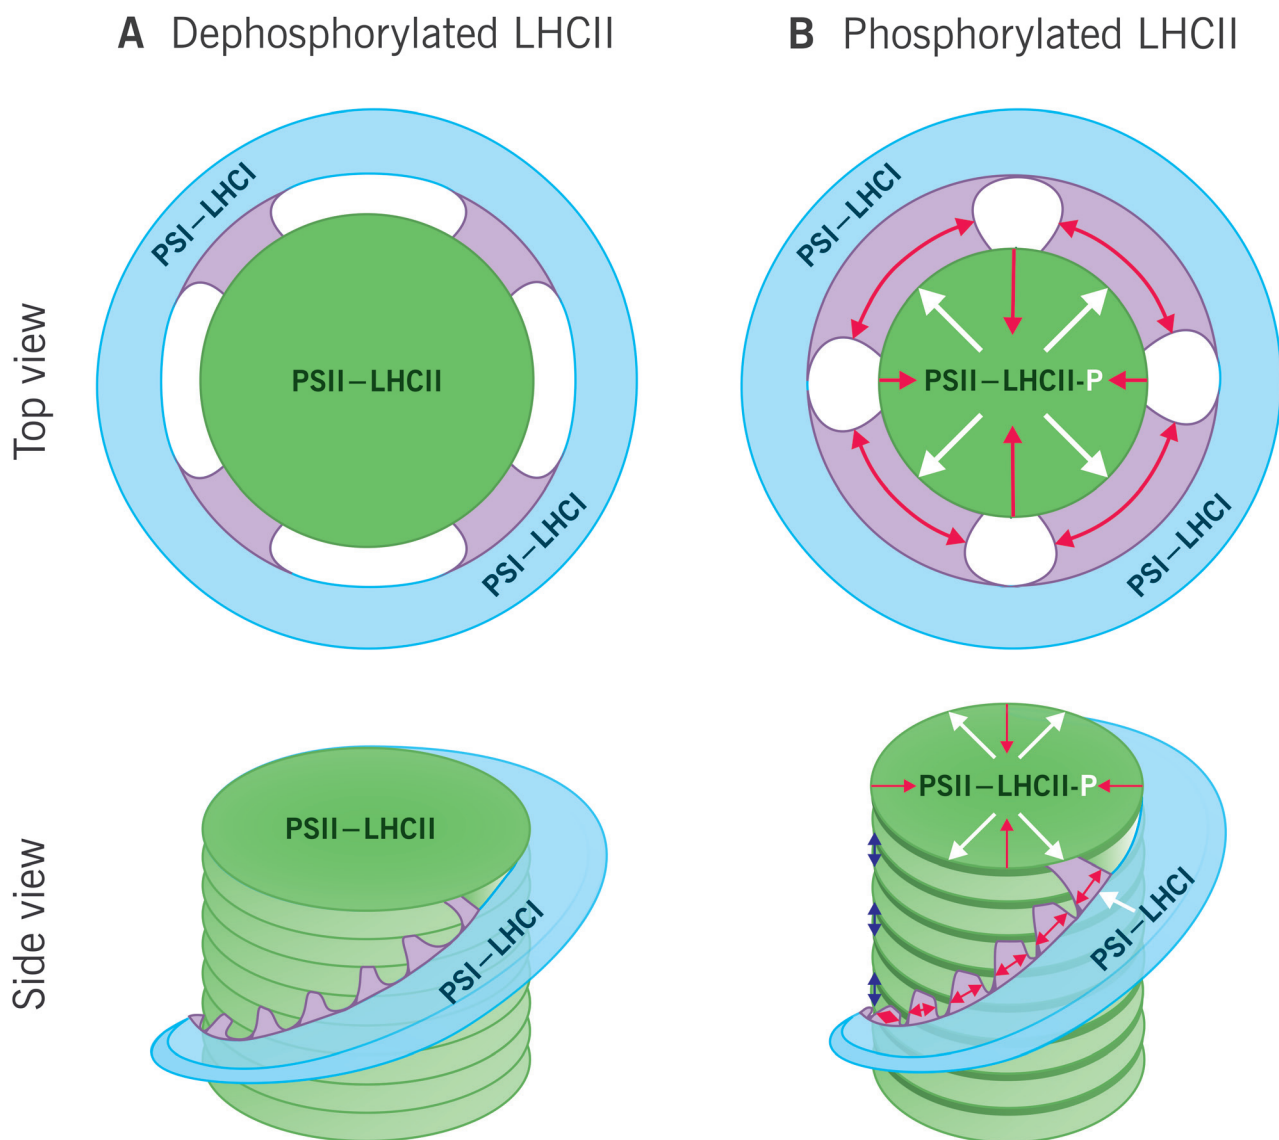 A Dephosphorylated LHCII
B Phosphorylated LHCII
Top view
PSI–LHCI
PSII–LHCII
PSI–LHCI
PSI–LHCI
PSII–LHCII-P
PSI–LHCI
Side view
PSII–LHCII
PSI–LHCI
PSII–LHCII-P
PSI–LHCI